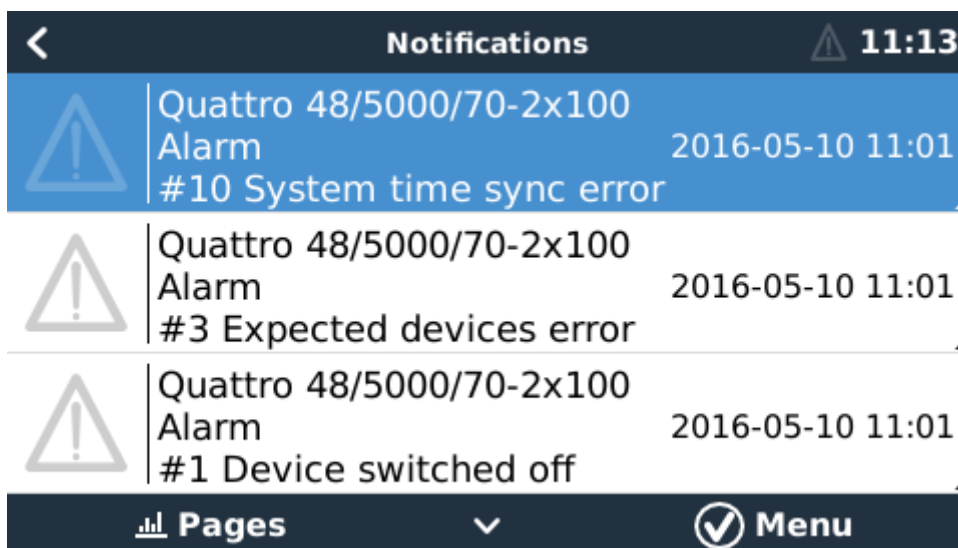 Notifications
11:13
Quattro 48/5000/70-2x100
Alarm
2016-05-10 11:01
#10 System time sync error
Quattro 48/5000/70-2x100
Alarm
2016-05-10 11:01
#3 Expected devices error
Quattro 48/5000/70-2x100
Alarm
2016-05-10 11:01
#1 Device switched off
Pages
Menu